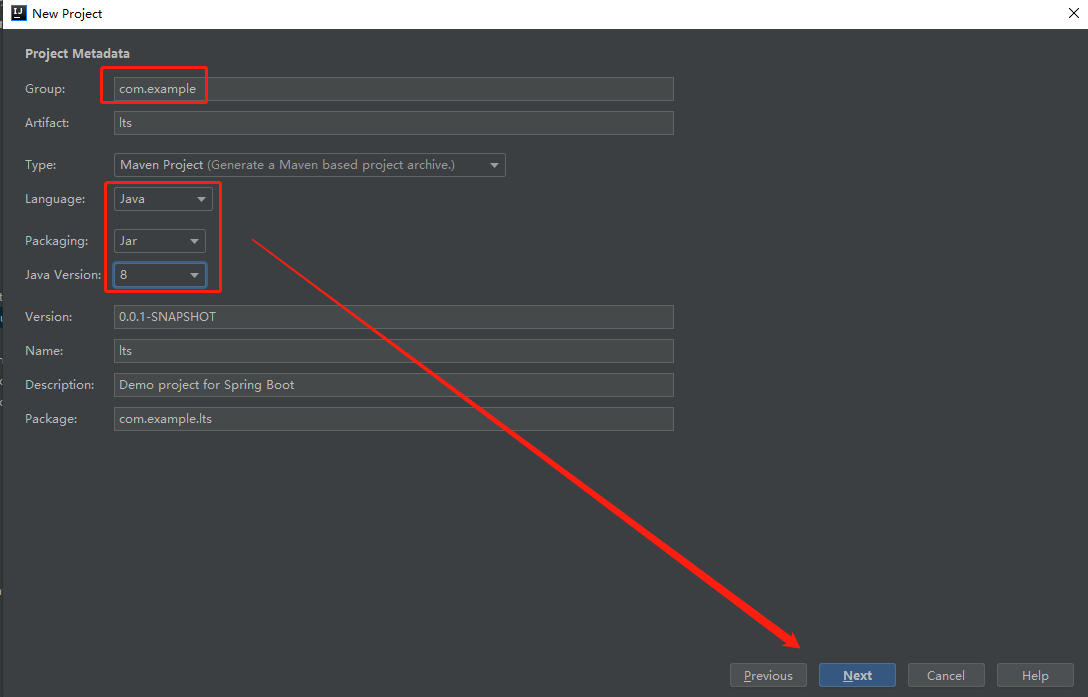 IJ New Project
Project Metadata
Group: com.example
Artifact: lts
Type: Maven Project (Generate a Maven based project archive.)
Language: Java
Packaging: Jar
Java Version: 8
Version: 0.0.1-SNAPSHOT
Name: lts
Description: Demo project for Spring Boot
Package: com.example.lts
Previous Next Cancel Help